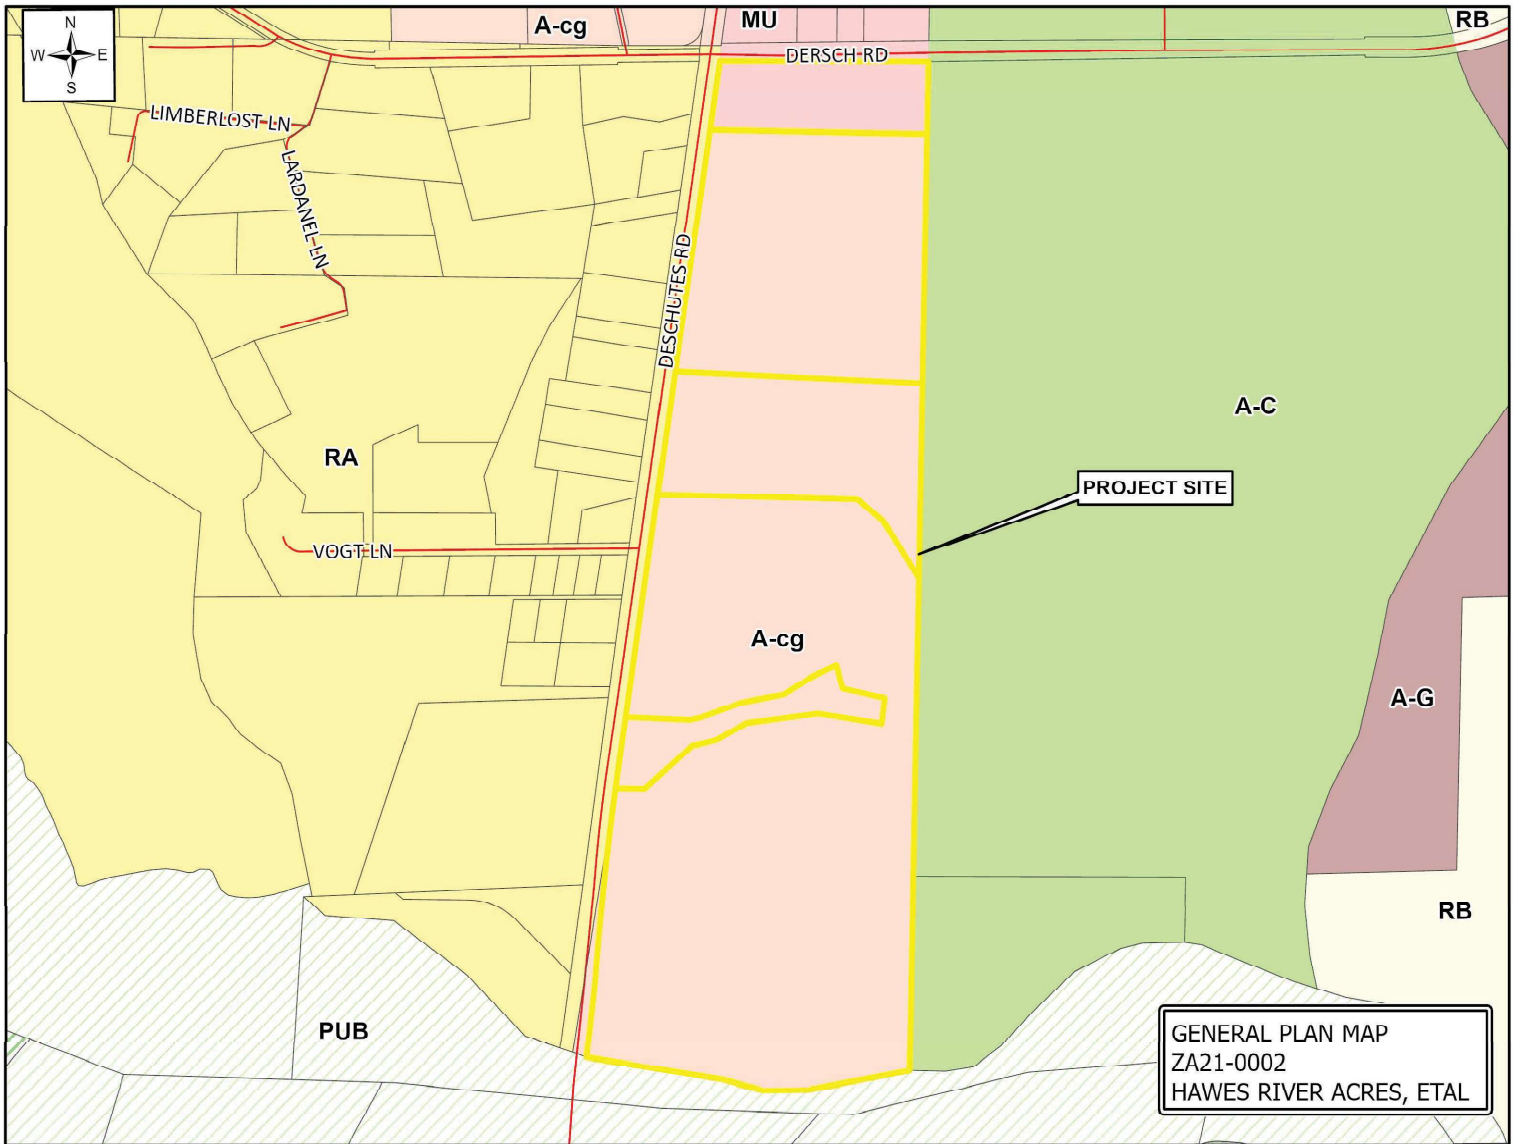 N
W E
S
A-cg
MU
RB
DERSCH RD
LIMBERLOST LN
LARDANEL LN
DESCHUTES RD
A-C
RA
PROJECT SITE
VOGT LN
A-cg
A-G
RB
PUB
GENERAL PLAN MAP
ZA21-0002
HAWES RIVER ACRES, ETAL